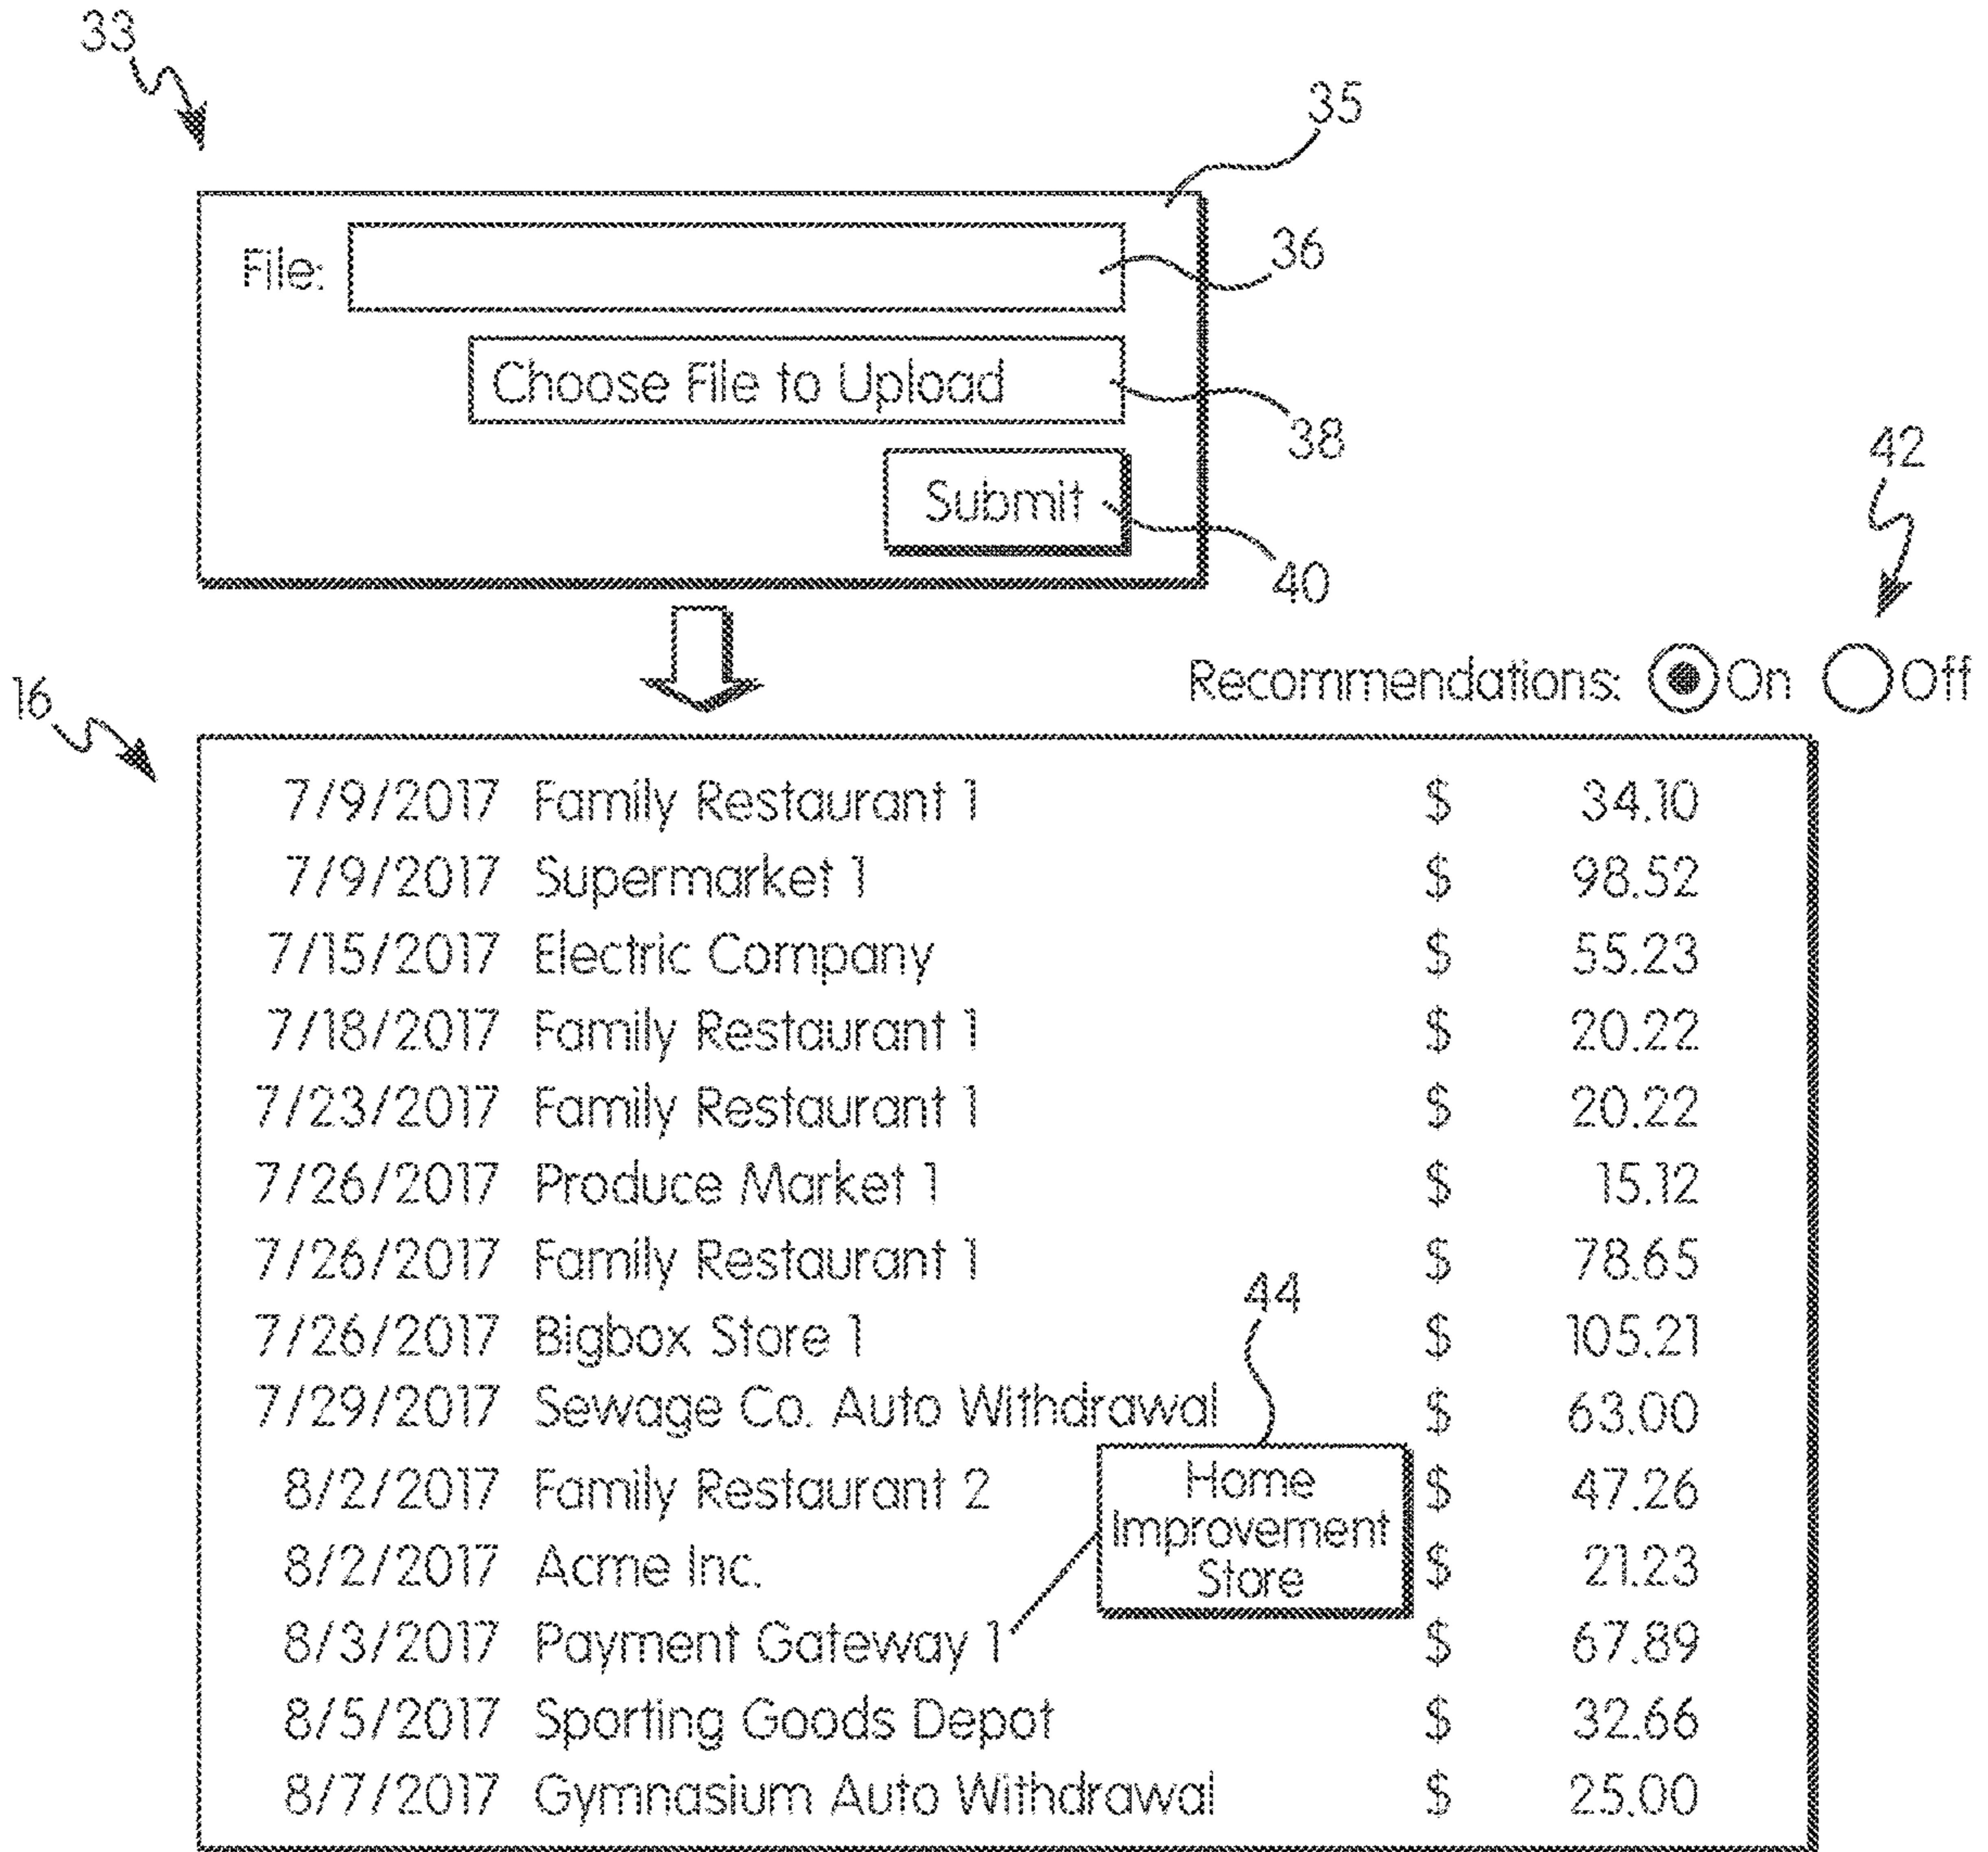 33
35
File:
36
Choose File to Upload
38
42
Submit
40
Recommendations: On Off
16
7/9/2017 Family Restaurant 1 $ 34.10
7/9/2017 Supermarket 1 $ 98.52
7/15/2017 Electric Company $ 55.23
7/18/2017 Family Restaurant 1 $ 20.22
7/23/2017 Family Restaurant 1 $ 20.22
7/26/2017 Produce Market 1 $ 15.12
7/26/2017 Family Restaurant 1 $ 78.65
44
7/26/2017 Bigbox Store 1 $ 105.21
7/29/2017 Sewage Co. Auto Withdrawal $ 63.00
8/2/2017 Family Restaurant 2 $ 47.26
Home
Improvement
Store
8/2/2017 Acme Inc. $ 21.23
8/3/2017 Payment Gateway 1 $ 67.89
8/5/2017 Sporting Goods Depot $ 32.66
8/7/2017 Gymnasium Auto Withdrawal $ 25.00